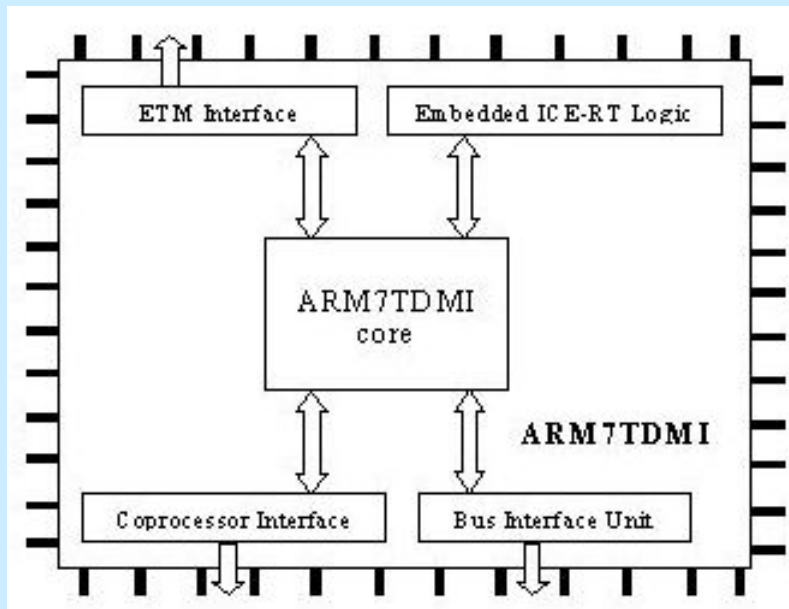 ETM Interface
Embedded ICE-RT Logic
ARM7TDMI
core
ARM7TDMI
Coprocessor Interface
Bus Interface Unit